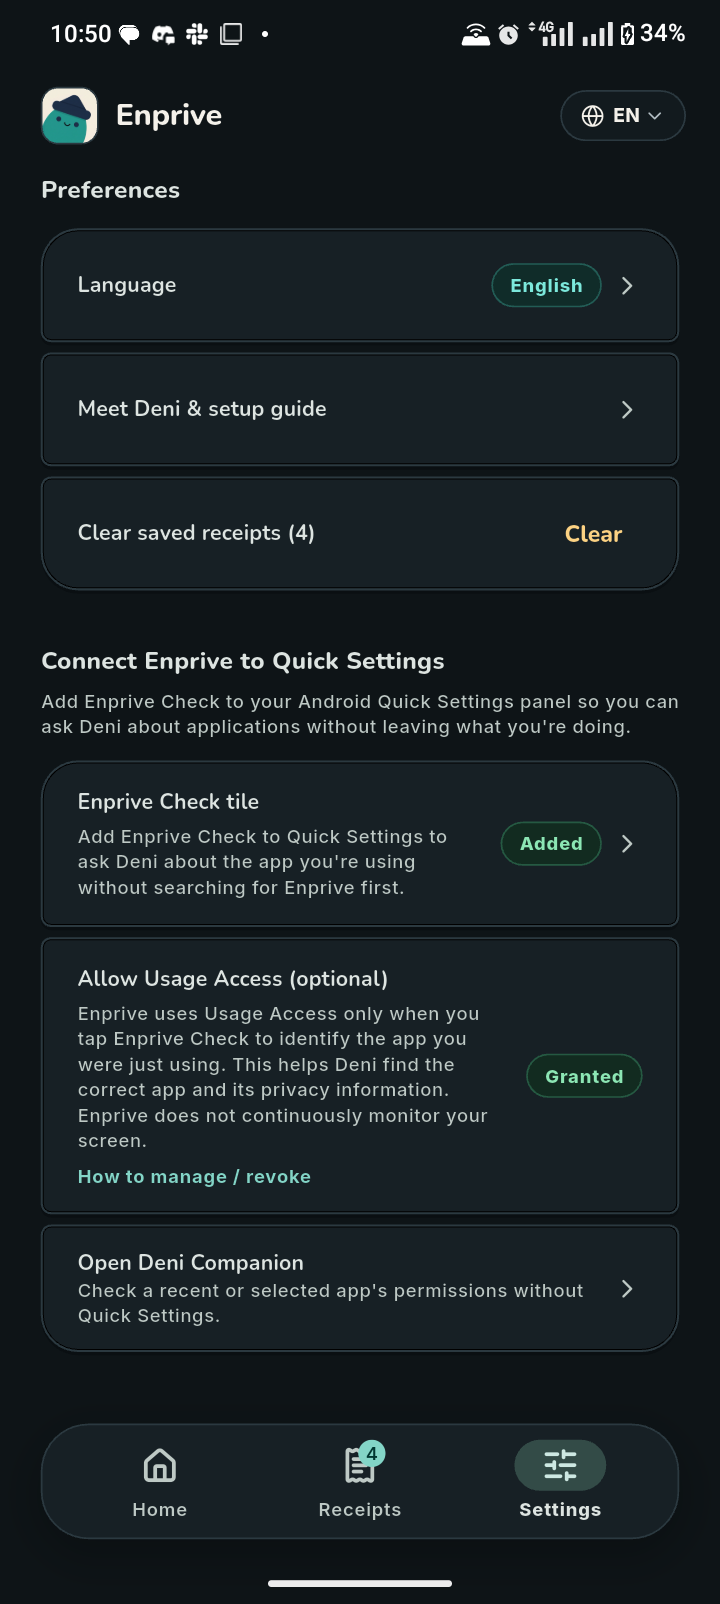 10:50
4G
34%
Enprive
EN
Preferences
Language
English
Meet Deni & setup guide
Clear saved receipts (4)
Clear
Connect Enprive to Quick Settings
Add Enprive Check to your Android Quick Settings panel so you can
ask Deni about applications without leaving what you're doing.
Enprive Check tile
Add Enprive Check to Quick Settings to
ask Deni about the app you're using
without searching for Enprive first.
Added
Allow Usage Access (optional)
Enprive uses Usage Access only when you
tap Enprive Check to identify the app you
were just using. This helps Deni find the
correct app and its privacy information.
Enprive does not continuously monitor your
screen.
Granted
How to manage / revoke
Open Deni Companion
Check a recent or selected app's permissions without
Quick Settings.
4
Home
Receipts
Settings